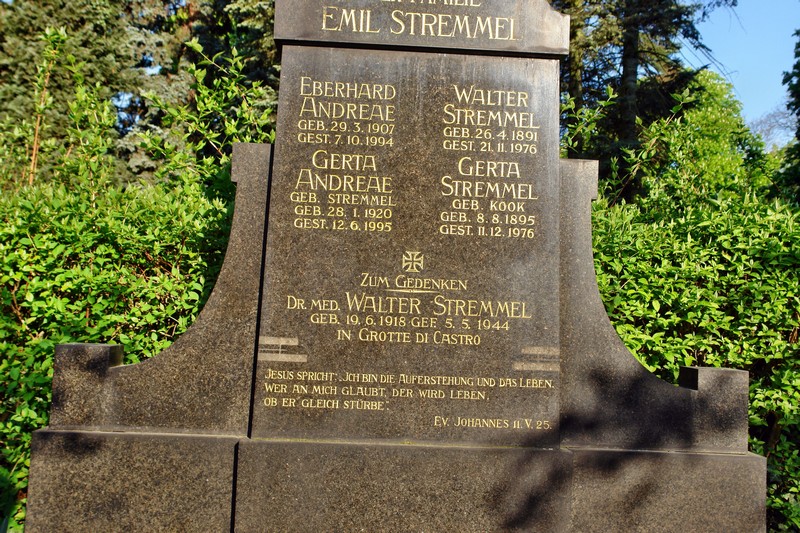 FAMILIE
EMIL STREMMEL
EBERHARD
ANDREAE
GEB. 29.3.1907
GEST. 7.10.1994
GERTA
ANDREAE
GEB. STREMMEL
GEB. 28.1.1920
GEST. 12.6.1995
WALTER
STREMMEL
GEB. 26.4.1891
GEST. 21.11.1976
GERTA
STREMMEL
GEB. KOOK
GEB. 8.8.1895
GEST. 11.12.1976
ZUM GEDENKEN
DR. MED. WALTER STREMMEL
GEB. 19.6.1918 GEF. 5.5.1944
IN GROTTE DI CASTRO
JESUS SPRICHT: „ICH BIN DIE AUFERSTEHUNG UND DAS LEBEN,
WER AN MICH GLAUBT, DER WIRD LEBEN,
OB ER GLEICH STÜRBE."
EV. JOHANNES 11. V. 25.